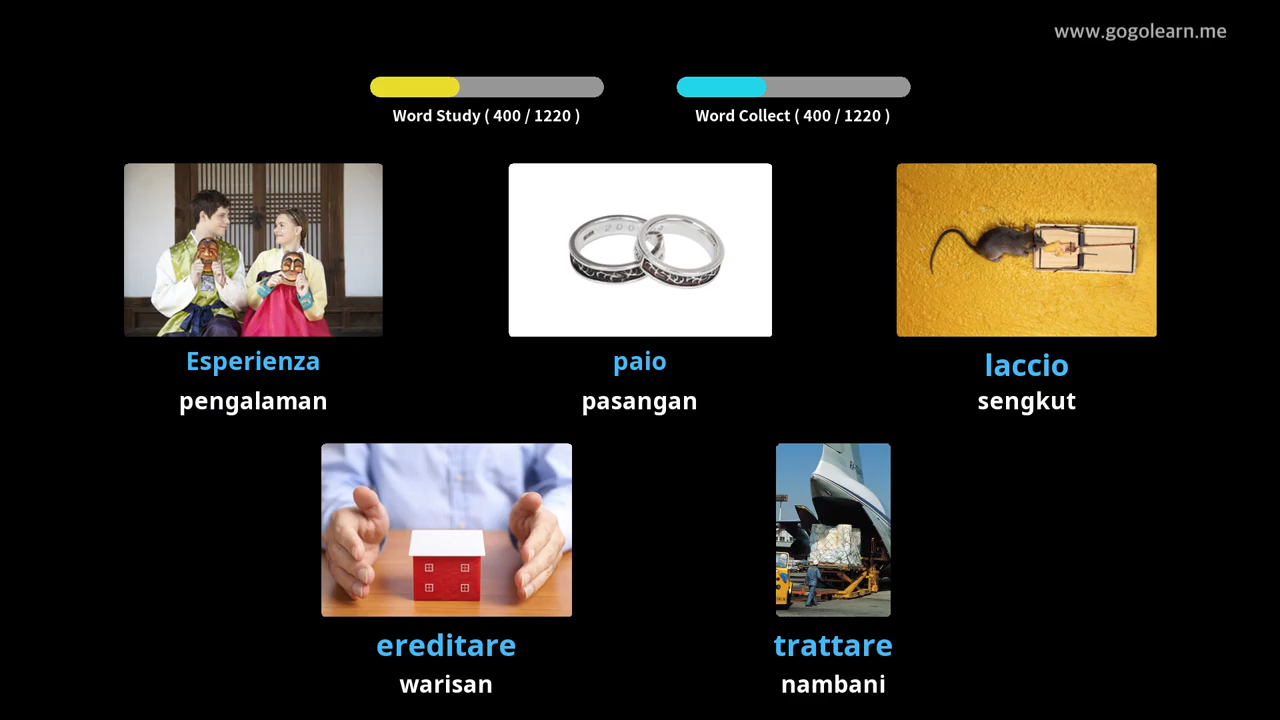 www.gogolearn.me
Word Study ( 400 / 1220 )
Word Collect ( 400 / 1220 )
Esperienza
pengalaman
paio
pasangan
laccio
sengkut
ereditare
warisan
trattare
nambani